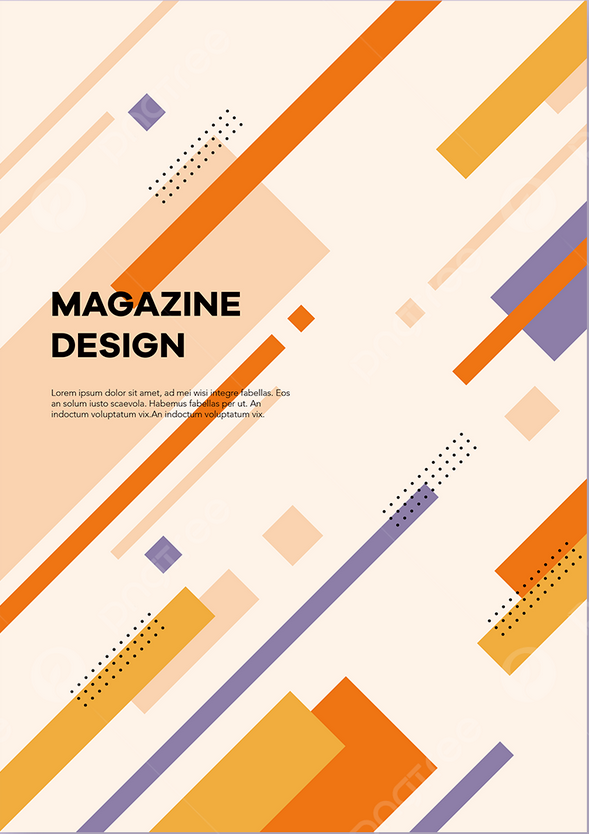 MAGAZINE
DESIGN
Lorem ipsum dolor sit amet, ad mei wisi integre fabellas. Eos
an solum iusto scaevola. Habemus fabellas per ut. An
indoctum voluptatum vix.An indoctum voluptatum vix.